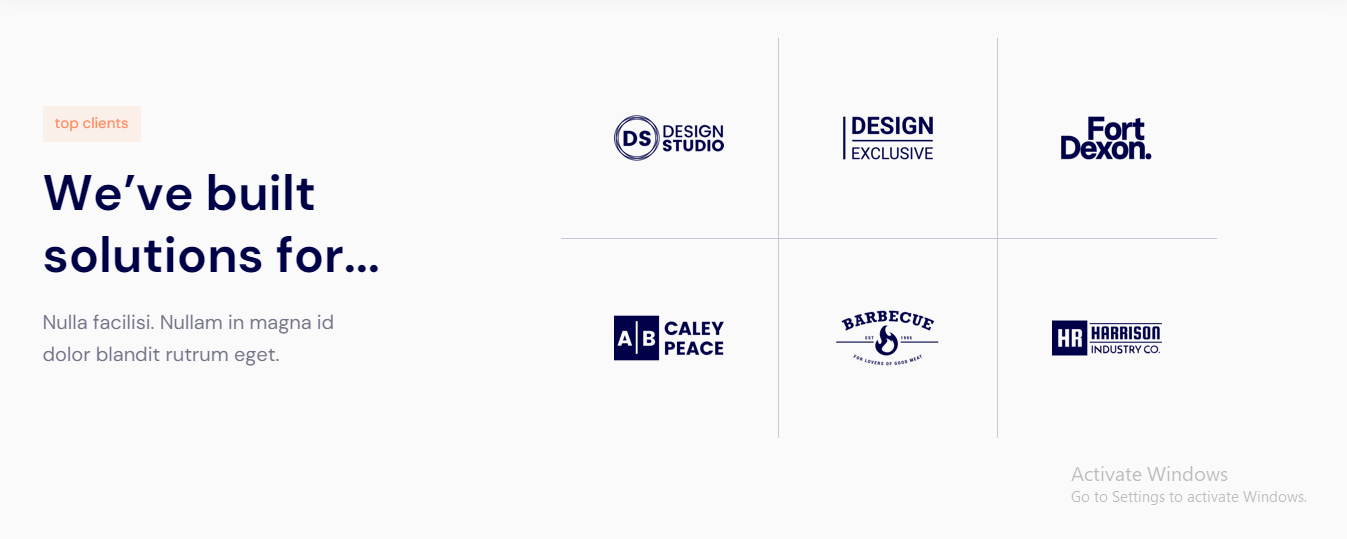 top clients
We’ve built
solutions for...
Nulla facilisi. Nullam in magna id
dolor blandit rutrum eget.
DS DESIGN
STUDIO
DESIGN
EXCLUSIVE
Fort
Dexon.
A B CALEY
PEACE
BARBECUE
EST 1995
FOR LOVERS OF GOOD MEAT
HR HARRISON
INDUSTRY CO.
Activate Windows
Go to Settings to activate Windows.